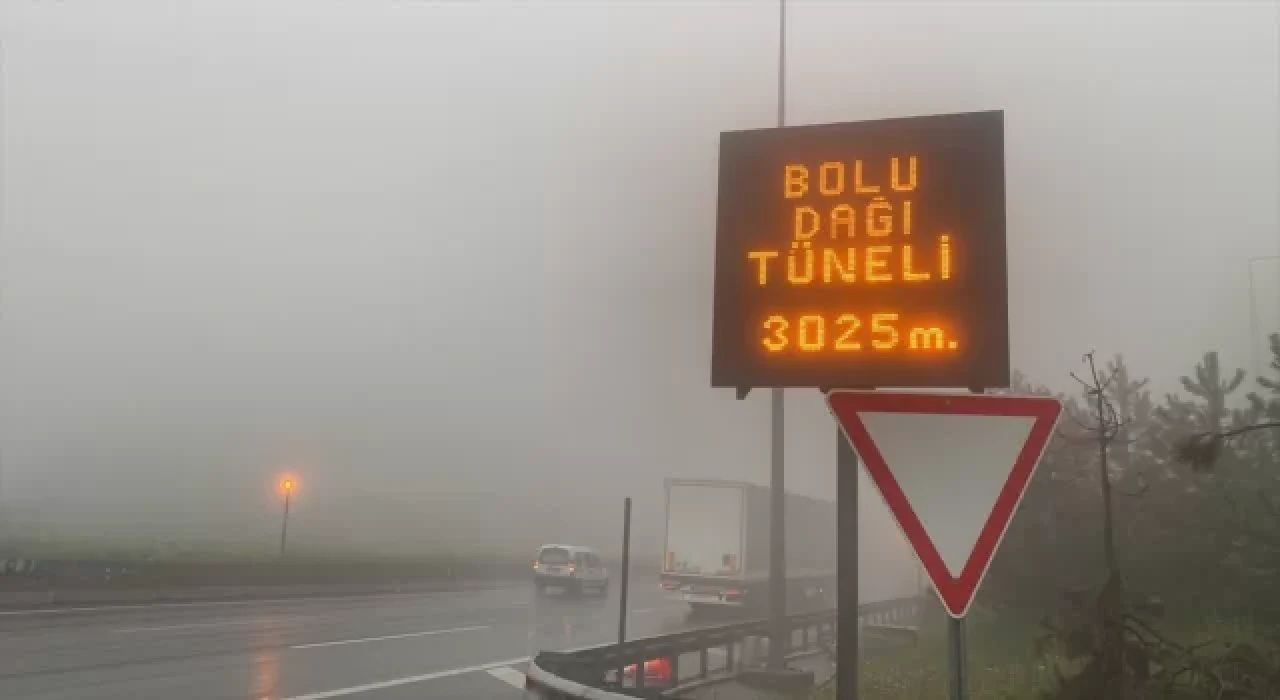 BOLU
DAĞI
TÜNELİ
3025m.